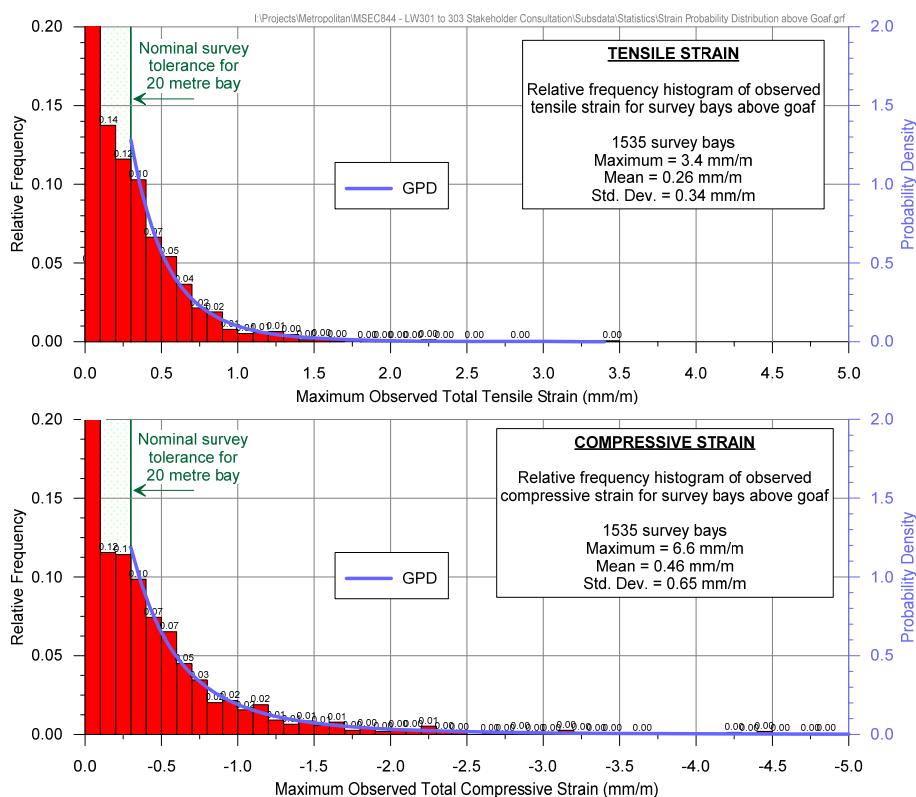 I:\Projects\Metropolitan\MSEC844 - LW301 to 303 Stakeholder Consultation\Subsdata\Statistics\Strain Probability Distribution above Goaf.grf
0.20
2.0
Nominal survey
tolerance for
20 metre bay
TENSILE STRAIN
Relative frequency histogram of observed
tensile strain for survey bays above goaf
1535 survey bays
Maximum = 3.4 mm/m
Mean = 0.26 mm/m
Std. Dev. = 0.34 mm/m
0.15
1.5
0.14
0.12
0.10
0.10
1.0
Relative Frequency
Probability Density
GPD
0.07
0.05
0.05
0.5
0.04
0.02
0.01
0.01
0.01
0.00
0.00
0.00
0.00
0.00
0.00
0.00
0.00
0.00
0.00
0.0
0.0 0.5 1.0 1.5 2.0 2.5 3.0 3.5 4.0 4.5 5.0
Maximum Observed Total Tensile Strain (mm/m)
0.20
2.0
Nominal survey
tolerance for
20 metre bay
COMPRESSIVE STRAIN
Relative frequency histogram of observed
compressive strain for survey bays above goaf
1535 survey bays
Maximum = 6.6 mm/m
Mean = 0.46 mm/m
Std. Dev. = 0.65 mm/m
0.15
1.5
0.12
0.10
0.10
1.0
Relative Frequency
Probability Density
GPD
0.07
0.07
0.05
0.05
0.5
0.03
0.02
0.02
0.01
0.01
0.01
0.00
0.00
0.00
0.00
0.00
0.00
0.00
0.0
0.0 -0.5 -1.0 -1.5 -2.0 -2.5 -3.0 -3.5 -4.0 -4.5 -5.0
Maximum Observed Total Compressive Strain (mm/m)